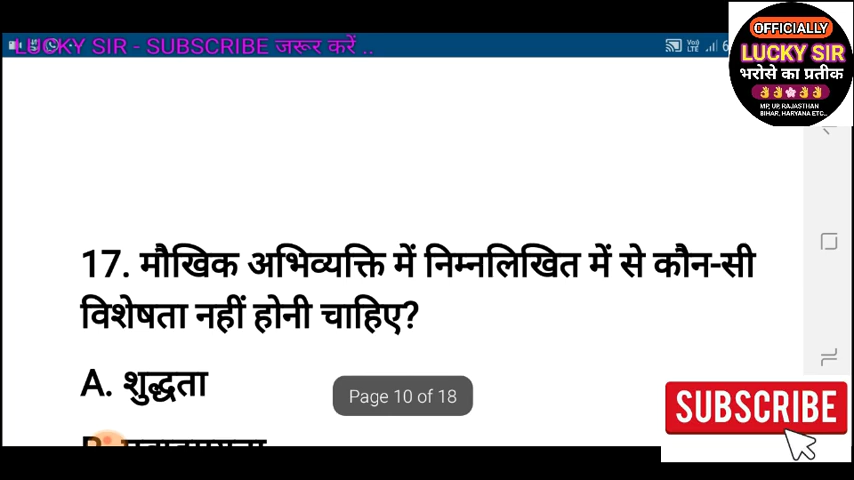 LUCKY SIR - SUBSCRIBE जरूर करें ..
OFFICIALLY
LUCKY SIR
भरोसे का प्रतीक
MP, UP, RAJASTHAN
BIHAR, HARYANA ETC..
17. मौखिक अभिव्यक्ति में निम्नलिखित में से कौन-सी
विशेषता नहीं होनी चाहिए?
A. शुद्धता
Page 10 of 18
SUBSCRIBE